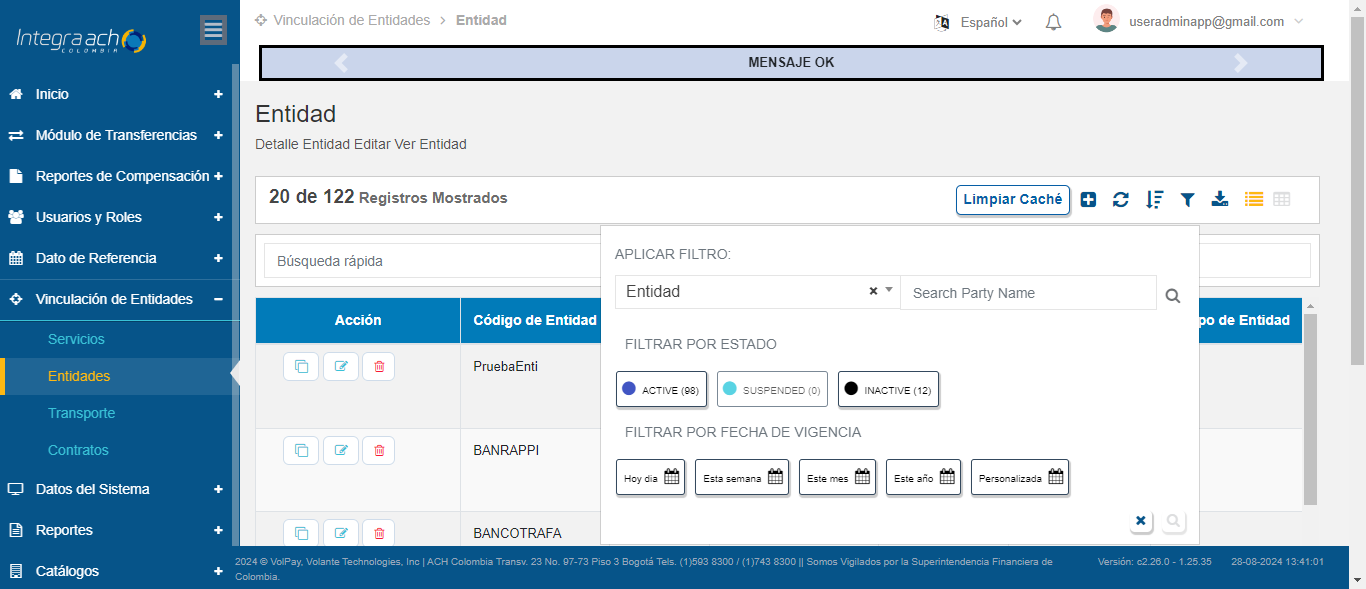 Integra ach
COLOMBIA
Vinculación de Entidades > Entidad
Español
useradminapp@gmail.com
MENSAJE OK
Inicio +
Módulo de Transferencias +
Reportes de Compensación +
Usuarios y Roles +
Dato de Referencia +
Vinculación de Entidades −
Servicios
Entidades
Transporte
Contratos
Datos del Sistema +
Reportes +
Catálogos +
Entidad
Detalle Entidad Editar Ver Entidad
20 de 122 Registros Mostrados
Limpiar Caché
Búsqueda rápida
APLICAR FILTRO:
Entidad × Search Party Name
FILTRAR POR ESTADO
ACTIVE (98) SUSPENDED (0) INACTIVE (12)
FILTRAR POR FECHA DE VIGENCIA
Hoy dia Esta semana Este mes Este año Personalizada
Acción Código de Entidad po de Entidad
PruebaEnti
BANRAPPI
BANCOTRAFA
2024 © VolPay, Volante Technologies, Inc | ACH Colombia Transv. 23 No. 97-73 Piso 3 Bogotá Tels. (1)593 8300 / (1)743 8300 || Somos Vigilados por la Superintendencia Financiera de
Colombia.
Versión: c2.26.0 - 1.25.35 28-08-2024 13:41:01